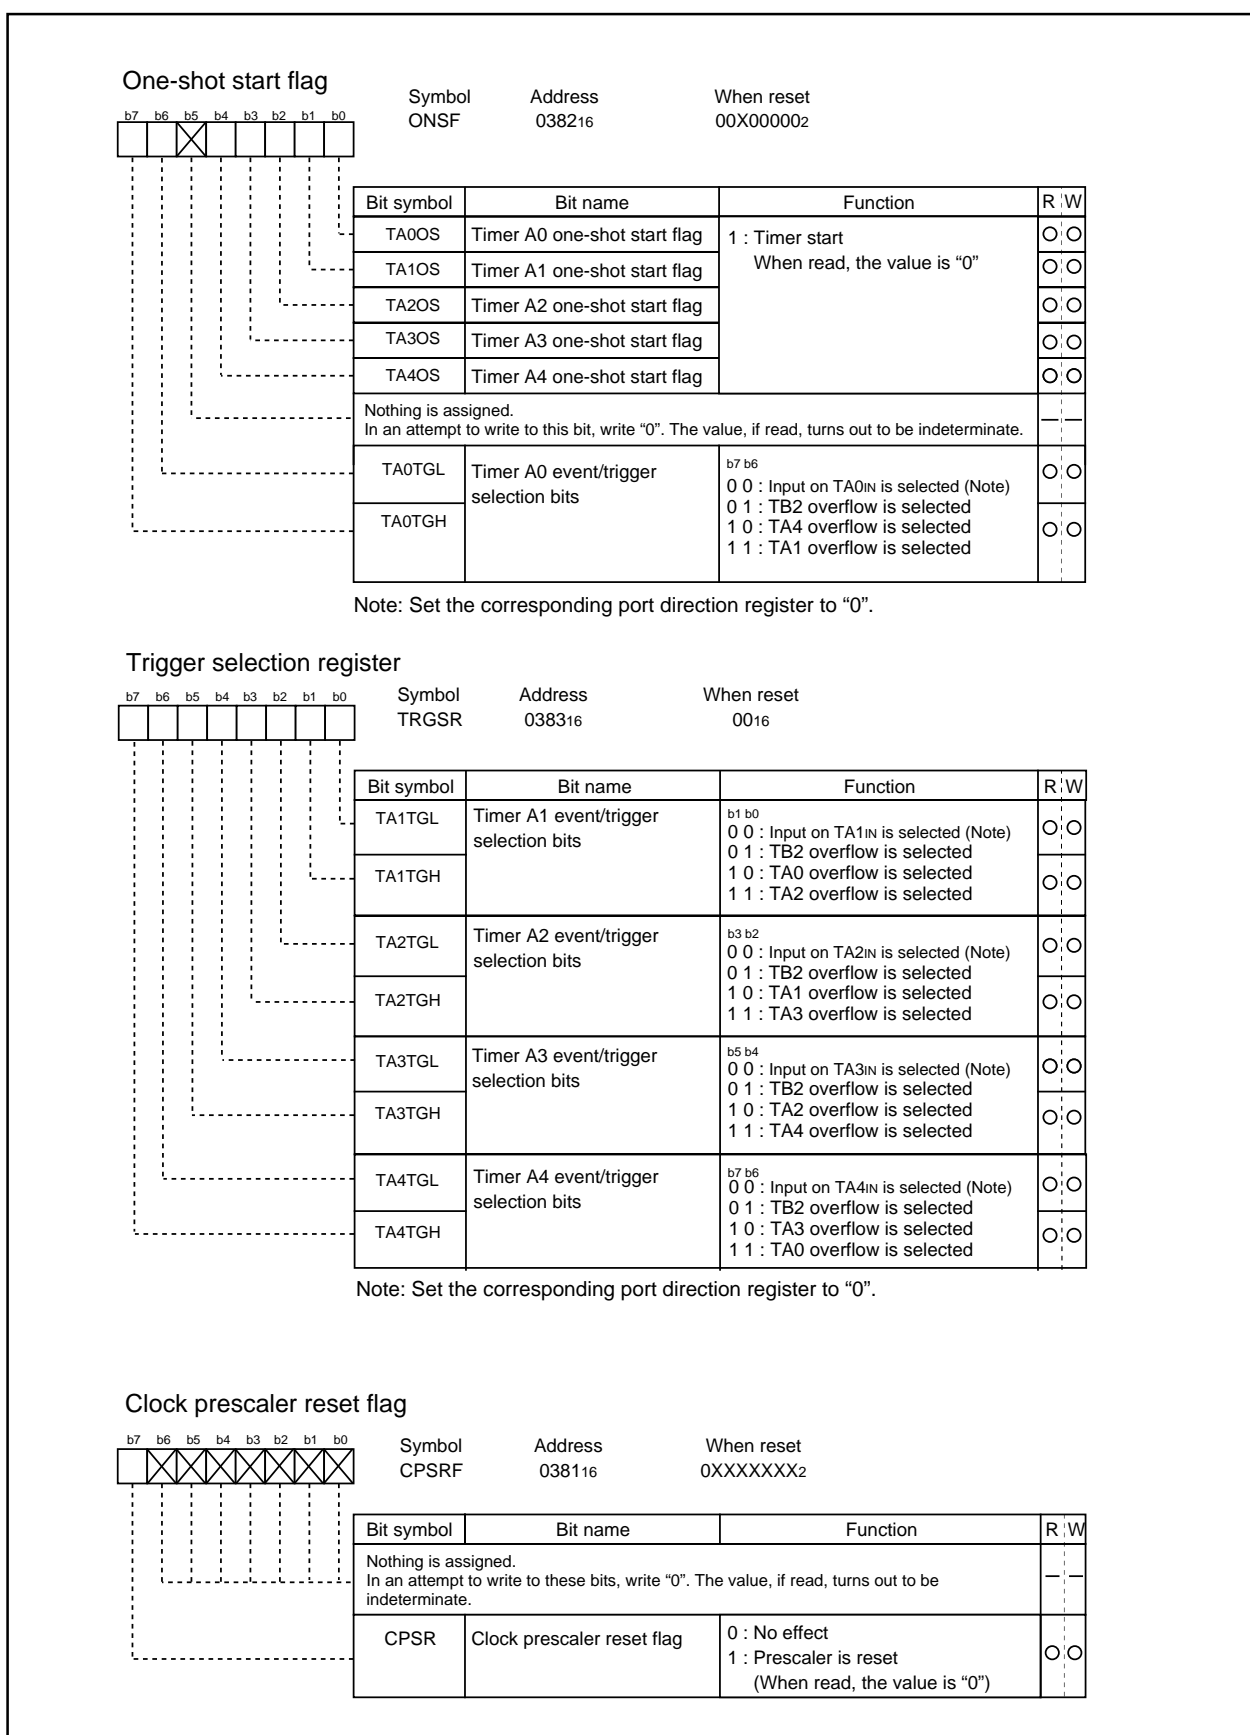 One-shot start flag
Symbol Address When reset
b7 b6 b5 b4 b3 b2 b1 b0
ONSF 038216 00X000002
Bit symbol Bit name Function R W
TA0OS Timer A0 one-shot start flag 1 : Timer start
When read, the value is “0”
TA1OS Timer A1 one-shot start flag
TA2OS Timer A2 one-shot start flag
TA3OS Timer A3 one-shot start flag
TA4OS Timer A4 one-shot start flag
Nothing is assigned.
In an attempt to write to this bit, write “0”. The value, if read, turns out to be indeterminate.
TA0TGL Timer A0 event/trigger
selection bits
TA0TGH
b7 b6
0 0 : Input on TA0IN is selected (Note)
0 1 : TB2 overflow is selected
1 0 : TA4 overflow is selected
1 1 : TA1 overflow is selected
Note: Set the corresponding port direction register to “0”.
Trigger selection register
Symbol Address When reset
b7 b6 b5 b4 b3 b2 b1 b0
TRGSR 038316 0016
Bit symbol Bit name Function R W
TA1TGL Timer A1 event/trigger
selection bits
TA1TGH
b1 b0
0 0 : Input on TA1IN is selected (Note)
0 1 : TB2 overflow is selected
1 0 : TA0 overflow is selected
1 1 : TA2 overflow is selected
TA2TGL Timer A2 event/trigger
selection bits
TA2TGH
b3 b2
0 0 : Input on TA2IN is selected (Note)
0 1 : TB2 overflow is selected
1 0 : TA1 overflow is selected
1 1 : TA3 overflow is selected
TA3TGL Timer A3 event/trigger
selection bits
TA3TGH
b5 b4
0 0 : Input on TA3IN is selected (Note)
0 1 : TB2 overflow is selected
1 0 : TA2 overflow is selected
1 1 : TA4 overflow is selected
TA4TGL Timer A4 event/trigger
selection bits
TA4TGH
b7 b6
0 0 : Input on TA4IN is selected (Note)
0 1 : TB2 overflow is selected
1 0 : TA3 overflow is selected
1 1 : TA0 overflow is selected
Note: Set the corresponding port direction register to “0”.
Clock prescaler reset flag
Symbol Address When reset
b7 b6 b5 b4 b3 b2 b1 b0
CPSRF 038116 0XXXXXXX2
Bit symbol Bit name Function R W
Nothing is assigned.
In an attempt to write to these bits, write “0”. The value, if read, turns out to be
indeterminate.
CPSR Clock prescaler reset flag 0 : No effect
1 : Prescaler is reset
(When read, the value is “0”)